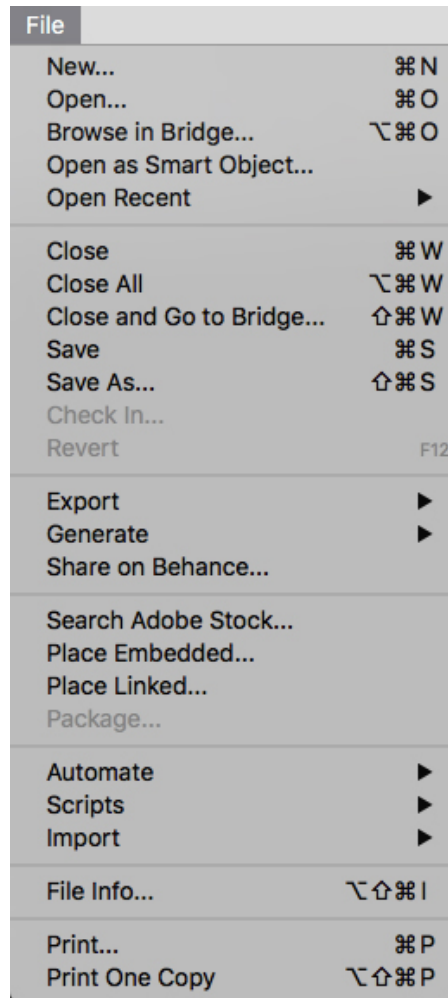 File
New... ⌘N
Open... ⌘O
Browse in Bridge... ⌥⌘O
Open as Smart Object...
Open Recent ▶
Close ⌘W
Close All ⌥⌘W
Close and Go to Bridge... ⇧⌘W
Save ⌘S
Save As... ⇧⌘S
Check In...
Revert F12
Export ▶
Generate ▶
Share on Behance...
Search Adobe Stock...
Place Embedded...
Place Linked...
Package...
Automate ▶
Scripts ▶
Import ▶
File Info... ⌥⇧⌘I
Print... ⌘P
Print One Copy ⌥⇧⌘P